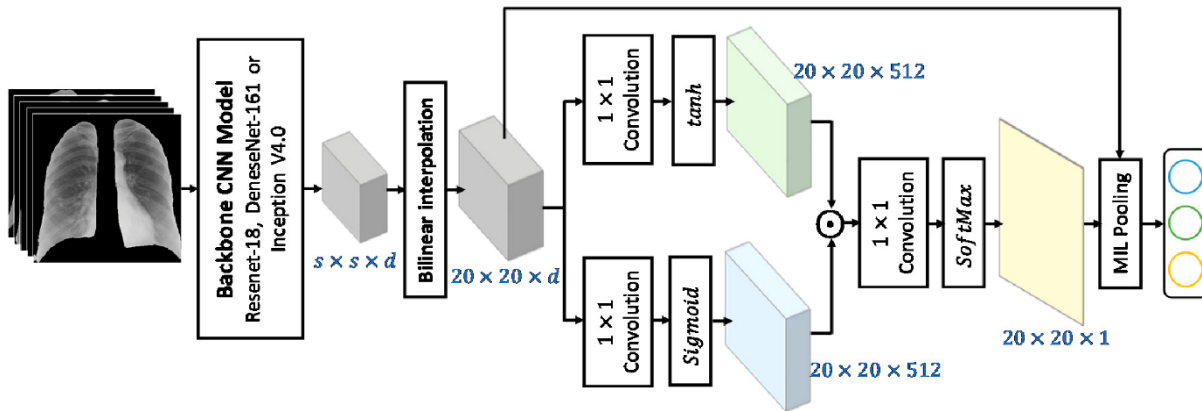 Backbone CNN Model
Resenet-18, DeneseNet-161 or
Inception V4.0
s × s × d
Bilinear interpolation
20 × 20 × d
1 × 1
Convolution
tanh
20 × 20 × 512
1 × 1
Convolution
Sigmoid
20 × 20 × 512
1 × 1
Convolution
SoftMax
20 × 20 × 1
MIL Pooling